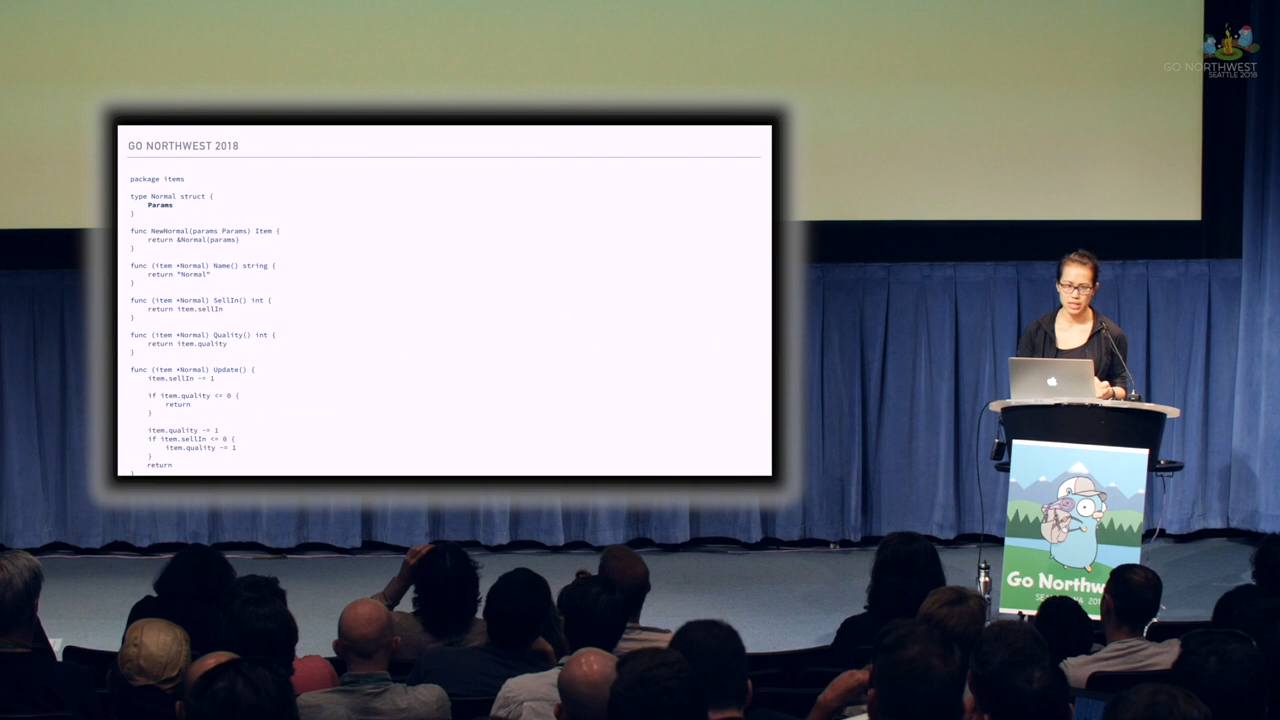 GO NORTHWEST
SEATTLE 2018
GO NORTHWEST 2018
package items
type Normal struct {
    Params
}
func NewNormal(params Params) Item {
    return &Normal{params}
}
func (item *Normal) Name() string {
    return "Normal"
}
func (item *Normal) SellIn() int {
    return item.sellIn
}
func (item *Normal) Quality() int {
    return item.quality
}
func (item *Normal) Update() {
    item.sellIn -= 1
    if item.quality <= 0 {
        return
    }
    item.quality -= 1
    if item.sellIn <= 0 {
        item.quality -= 1
    }
    return
}
Go Northw